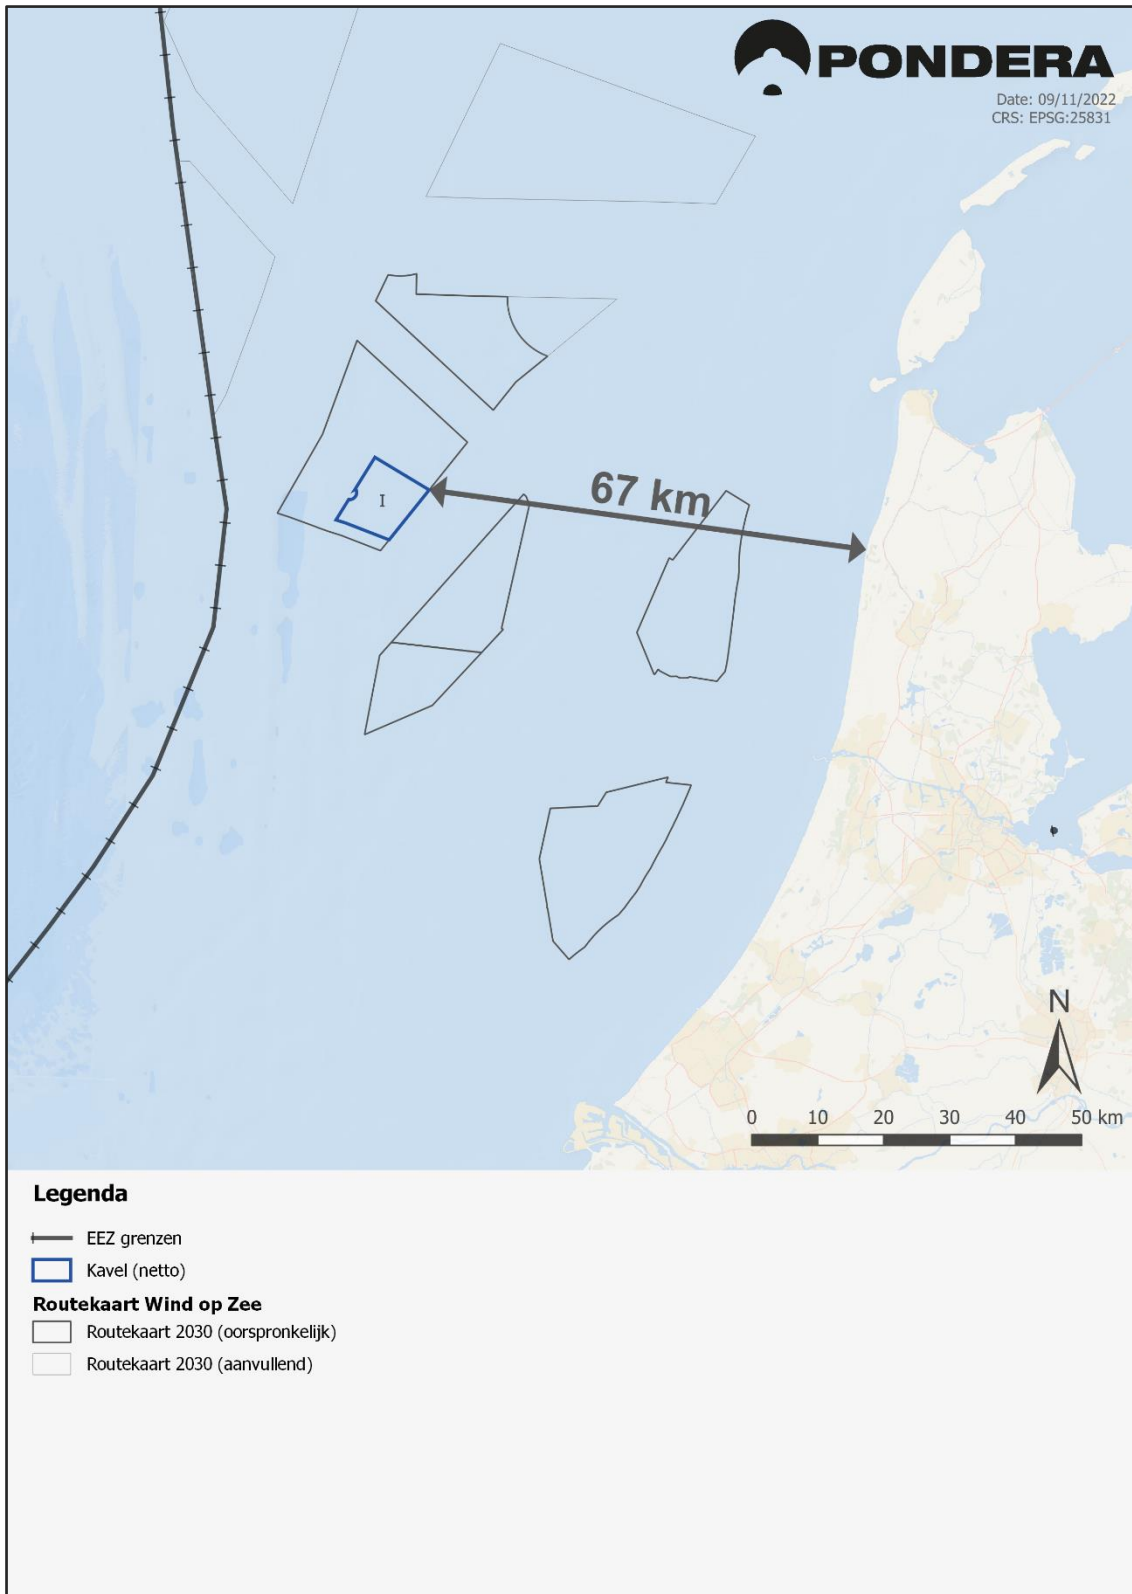 PONDERA
Date: 09/11/2022
CRS: EPSG:25831
67 km
I
N
0 10 20 30 40 50 km
Legenda
EEZ grenzen
Kavel (netto)
Routekaart Wind op Zee
Routekaart 2030 (oorspronkelijk)
Routekaart 2030 (aanvullend)